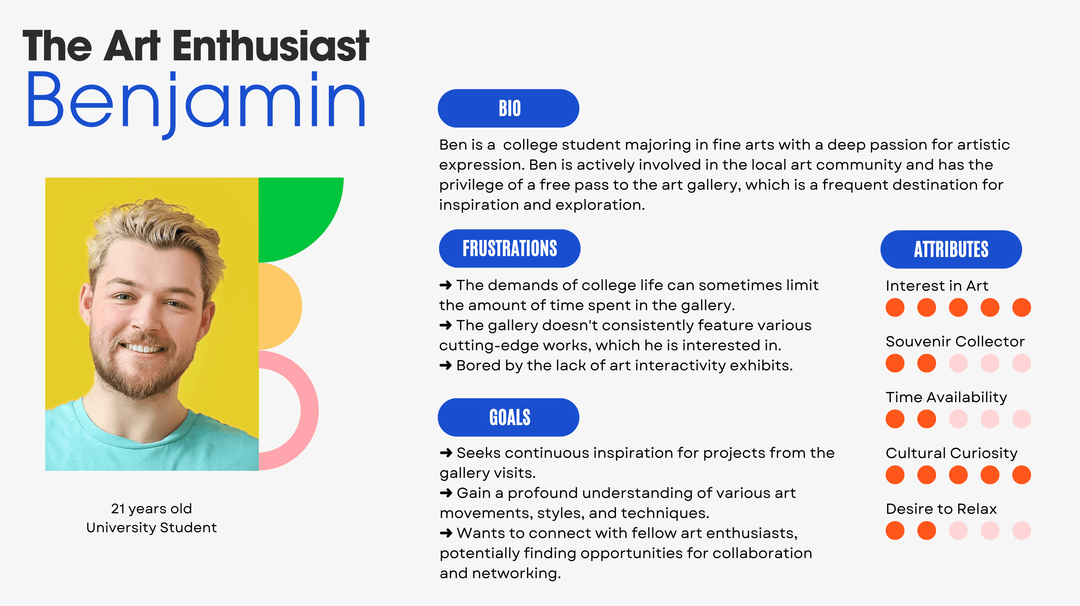 The Art Enthusiast
Benjamin
21 years old
University Student
BIO
Ben is a  college student majoring in fine arts with a deep passion for artistic
expression. Ben is actively involved in the local art community and has the
privilege of a free pass to the art gallery, which is a frequent destination for
inspiration and exploration.
FRUSTRATIONS
➜ The demands of college life can sometimes limit
the amount of time spent in the gallery.
➜ The gallery doesn't consistently feature various
cutting-edge works, which he is interested in.
➜ Bored by the lack of art interactivity exhibits.
GOALS
➜ Seeks continuous inspiration for projects from the
gallery visits.
➜ Gain a profound understanding of various art
movements, styles, and techniques.
➜ Wants to connect with fellow art enthusiasts,
potentially finding opportunities for collaboration
and networking.
ATTRIBUTES
Interest in Art
Souvenir Collector
Time Availability
Cultural Curiosity
Desire to Relax